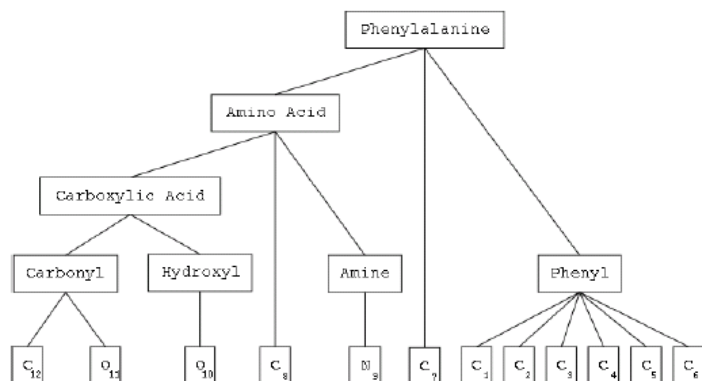 Phenylalanine
Amino Acid
Carboxylic Acid
Carbonyl Hydroxyl Amine Phenyl
C₁₂ O₁₁ O₁₀ C₈ N₉ C₇ C₁ C₂ C₃ C₄ C₅ C₆